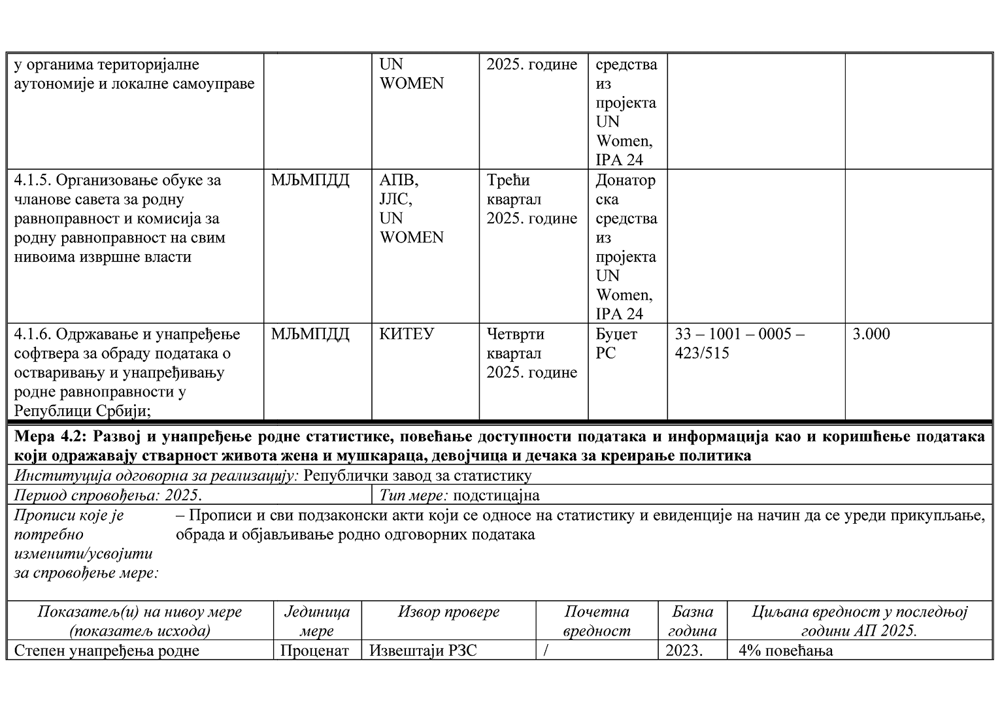 у органима територијалне
аутономије и локалне самоуправе
UN
WOMEN
2025. године
средства
из
пројекта
UN
Women,
IPA 24
4.1.5. Организовање обуке за
чланове савета за родну
равноправност и комисија за
родну равноправност на свим
нивоима извршне власти
МЉМПДД
АПВ,
ЈЛС,
UN
WOMEN
Трећи
квартал
2025. године
Донатор
ска
средства
из
пројекта
UN
Women,
IPA 24
4.1.6. Одржавање и унапређење
софтвера за обраду података о
остваривању и унапређивању
родне равноправности у
Републици Србији;
МЉМПДД
КИТЕУ
Четврти
квартал
2025. године
Буџет
РС
33 – 1001 – 0005 –
423/515
3.000
Мера 4.2: Развој и унапређење родне статистике, повећање доступности података и информација као и коришћење података
који одражавају стварност живота жена и мушкараца, девојчица и дечака за креирање политика
Институција одговорна за реализацију: Републички завод за статистику
Период спровођења: 2025.
Тип мере: подстицајна
Прописи које је
потребно
изменити/усвојити
за спровођење мере:
– Прописи и сви подзаконски акти који се односе на статистику и евиденције на начин да се уреди прикупљање,
обрада и објављивање родно одговорних података
Показатељ(и) на нивоу мере
(показатељ исхода)
Јединица
мере
Извор провере
Почетна
вредност
Базна
година
Циљана вредност у последњој
години АП 2025.
Степен унапређења родне
Проценат
Извештаји РЗС
/
2023.
4% повећања